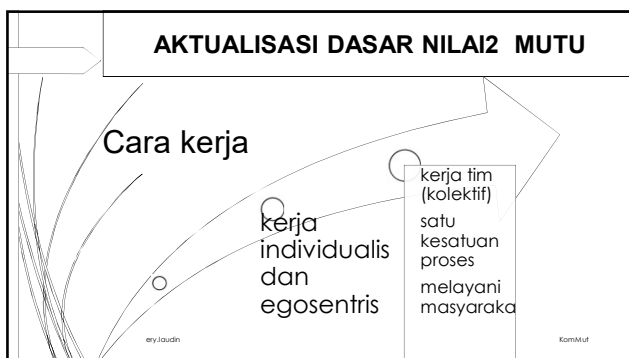 AKTUALISASI DASAR NILAI2 MUTU
Cara kerja
kerja
individualis
dan
egosentris
kerja tim
(kolektif)
satu
kesatuan
proses
melayani
masyaraka
ery.laudin
KomMut